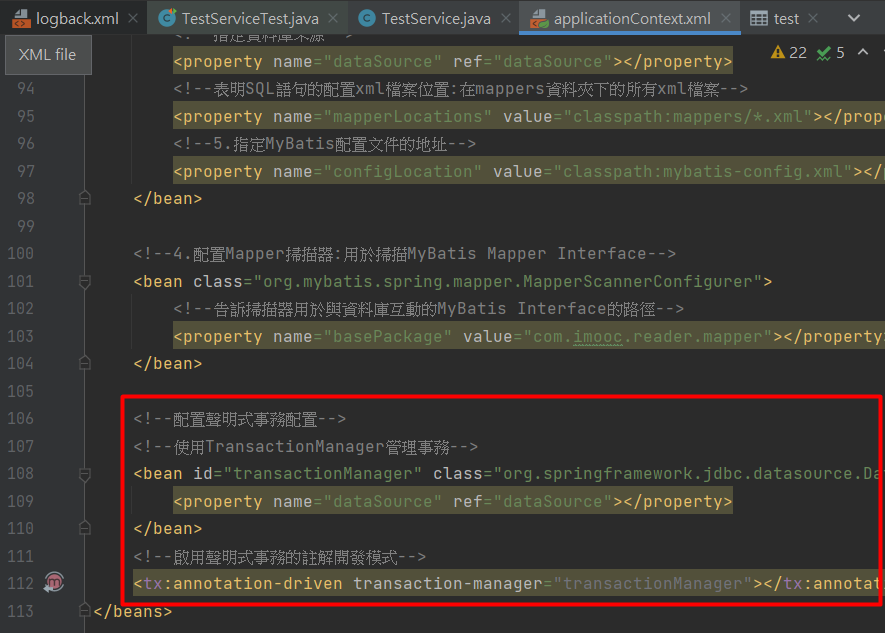 logback.xml TestServiceTest.java TestService.java applicationContext.xml test
XML file
22 5
<property name="dataSource" ref="dataSource"></property>
94 <!--表明SQL語句的配置xml檔案位置:在mappers資料夾下的所有xml檔案-->
95 <property name="mapperLocations" value="classpath:mappers/*.xml"></prope
96 <!--5.指定MyBatis配置文件的地址-->
97 <property name="configLocation" value="classpath:mybatis-config.xml"></
98 </bean>
99
100 <!--4.配置Mapper掃描器:用於掃描MyBatis Mapper Interface-->
101 <bean class="org.mybatis.spring.mapper.MapperScannerConfigurer">
102 <!--告訴掃描器用於與資料庫互動的MyBatis Interface的路徑-->
103 <property name="basePackage" value="com.imooc.reader.mapper"></property
104 </bean>
105
106 <!--配置聲明式事務配置-->
107 <!--使用TransactionManager管理事務-->
108 <bean id="transactionManager" class="org.springframework.jdbc.datasource.Da
109 <property name="dataSource" ref="dataSource"></property>
110 </bean>
111 <!--啟用聲明式事務的註解開發模式-->
112 <tx:annotation-driven transaction-manager="transactionManager"></tx:annotat
113 </beans>